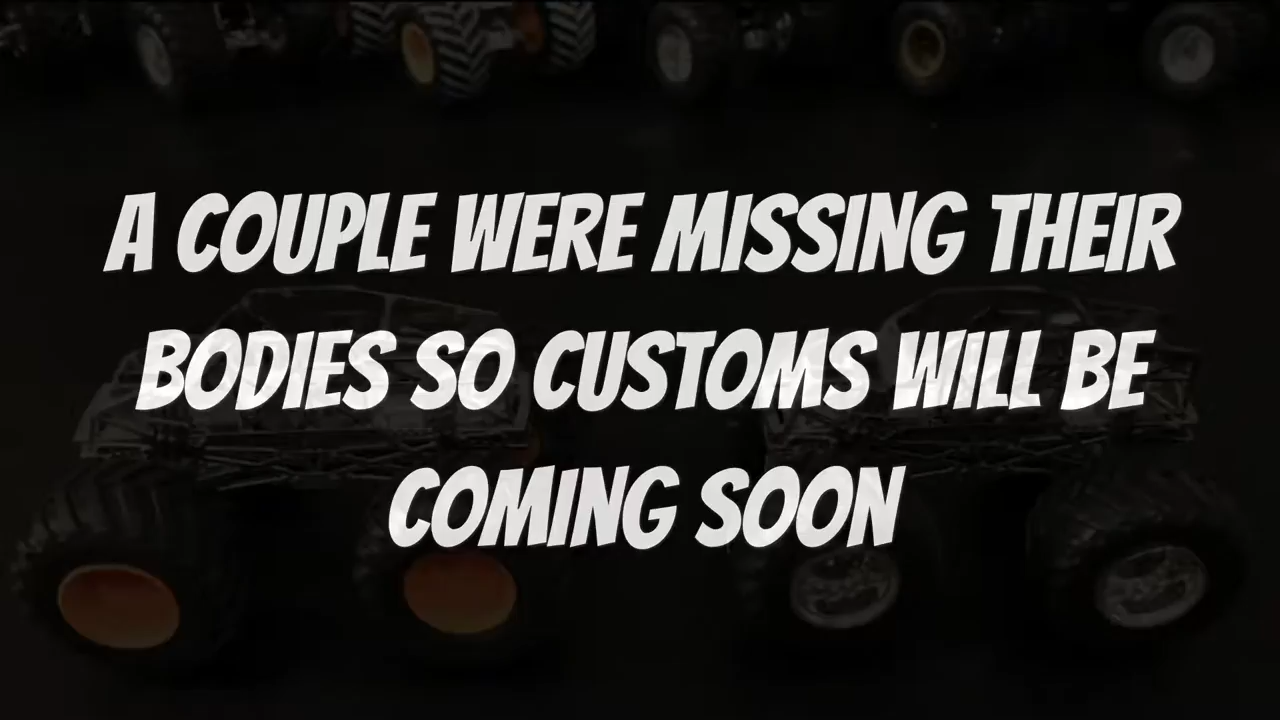 A COUPLE WERE MISSING THEIR
BODIES SO CUSTOMS WILL BE
COMING SOON